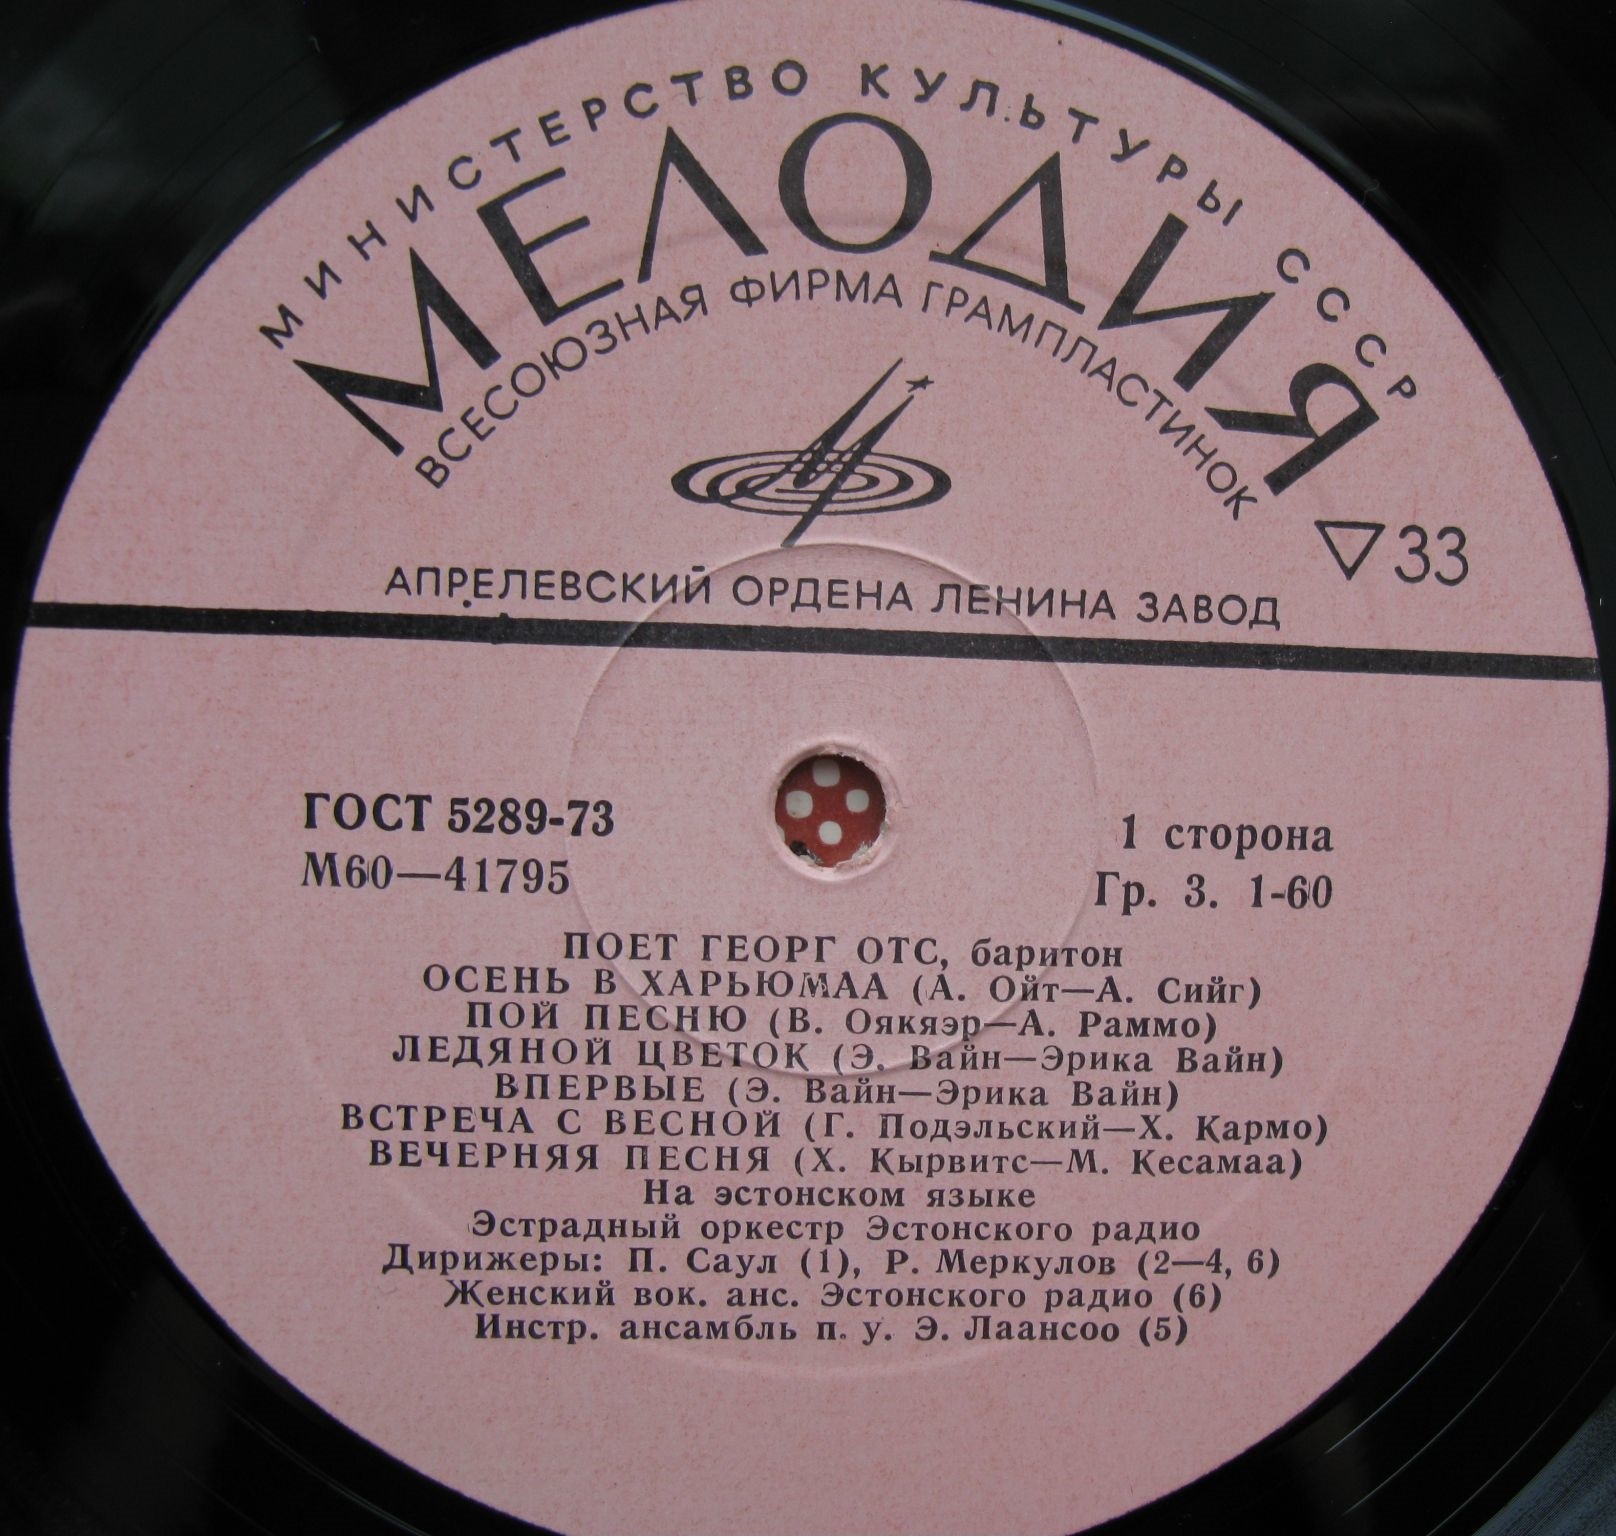 МИНИСТЕРСТВО КУЛЬТУРЫ СССР
МЕЛОДИЯ
ВСЕСОЮЗНАЯ ФИРМА ГРАМПЛАСТИНОК
33
АПРЕЛЕВСКИЙ ОРДЕНА ЛЕНИНА ЗАВОД
ГОСТ 5289-73
1 сторона
М60—41795
Гр. 3. 1-60
ПОЕТ ГЕОРГ ОТС, баритон
ОСЕНЬ В ХАРЬЮМАА (А. Ойт—А. Сийг)
ПОЙ ПЕСНЮ (В. Оякяэр—А. Раммо)
ЛЕДЯНОЙ ЦВЕТОК (Э. Вайн—Эрика Вайн)
ВПЕРВЫЕ (Э. Вайн—Эрика Вайн)
ВСТРЕЧА С ВЕСНОЙ (Г. Подэльский—Х. Кармо)
ВЕЧЕРНЯЯ ПЕСНЯ (Х. Кырвитс—М. Кесамаа)
На эстонском языке
Эстрадный оркестр Эстонского радио
Дирижеры: П. Саул (1), Р. Меркулов (2—4, 6)
Женский вок. анс. Эстонского радио (6)
Инстр. ансамбль п. у. Э. Лаансоо (5)